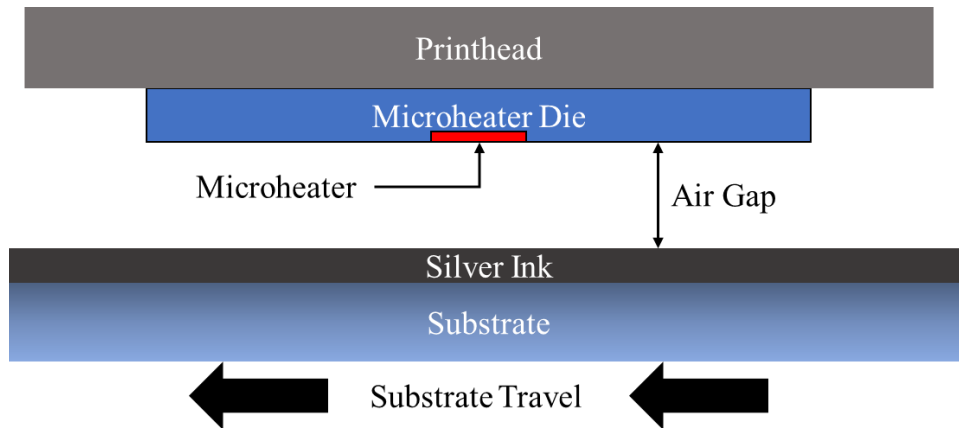 Printhead
Microheater Die
Microheater
Air Gap
Silver Ink
Substrate
Substrate Travel